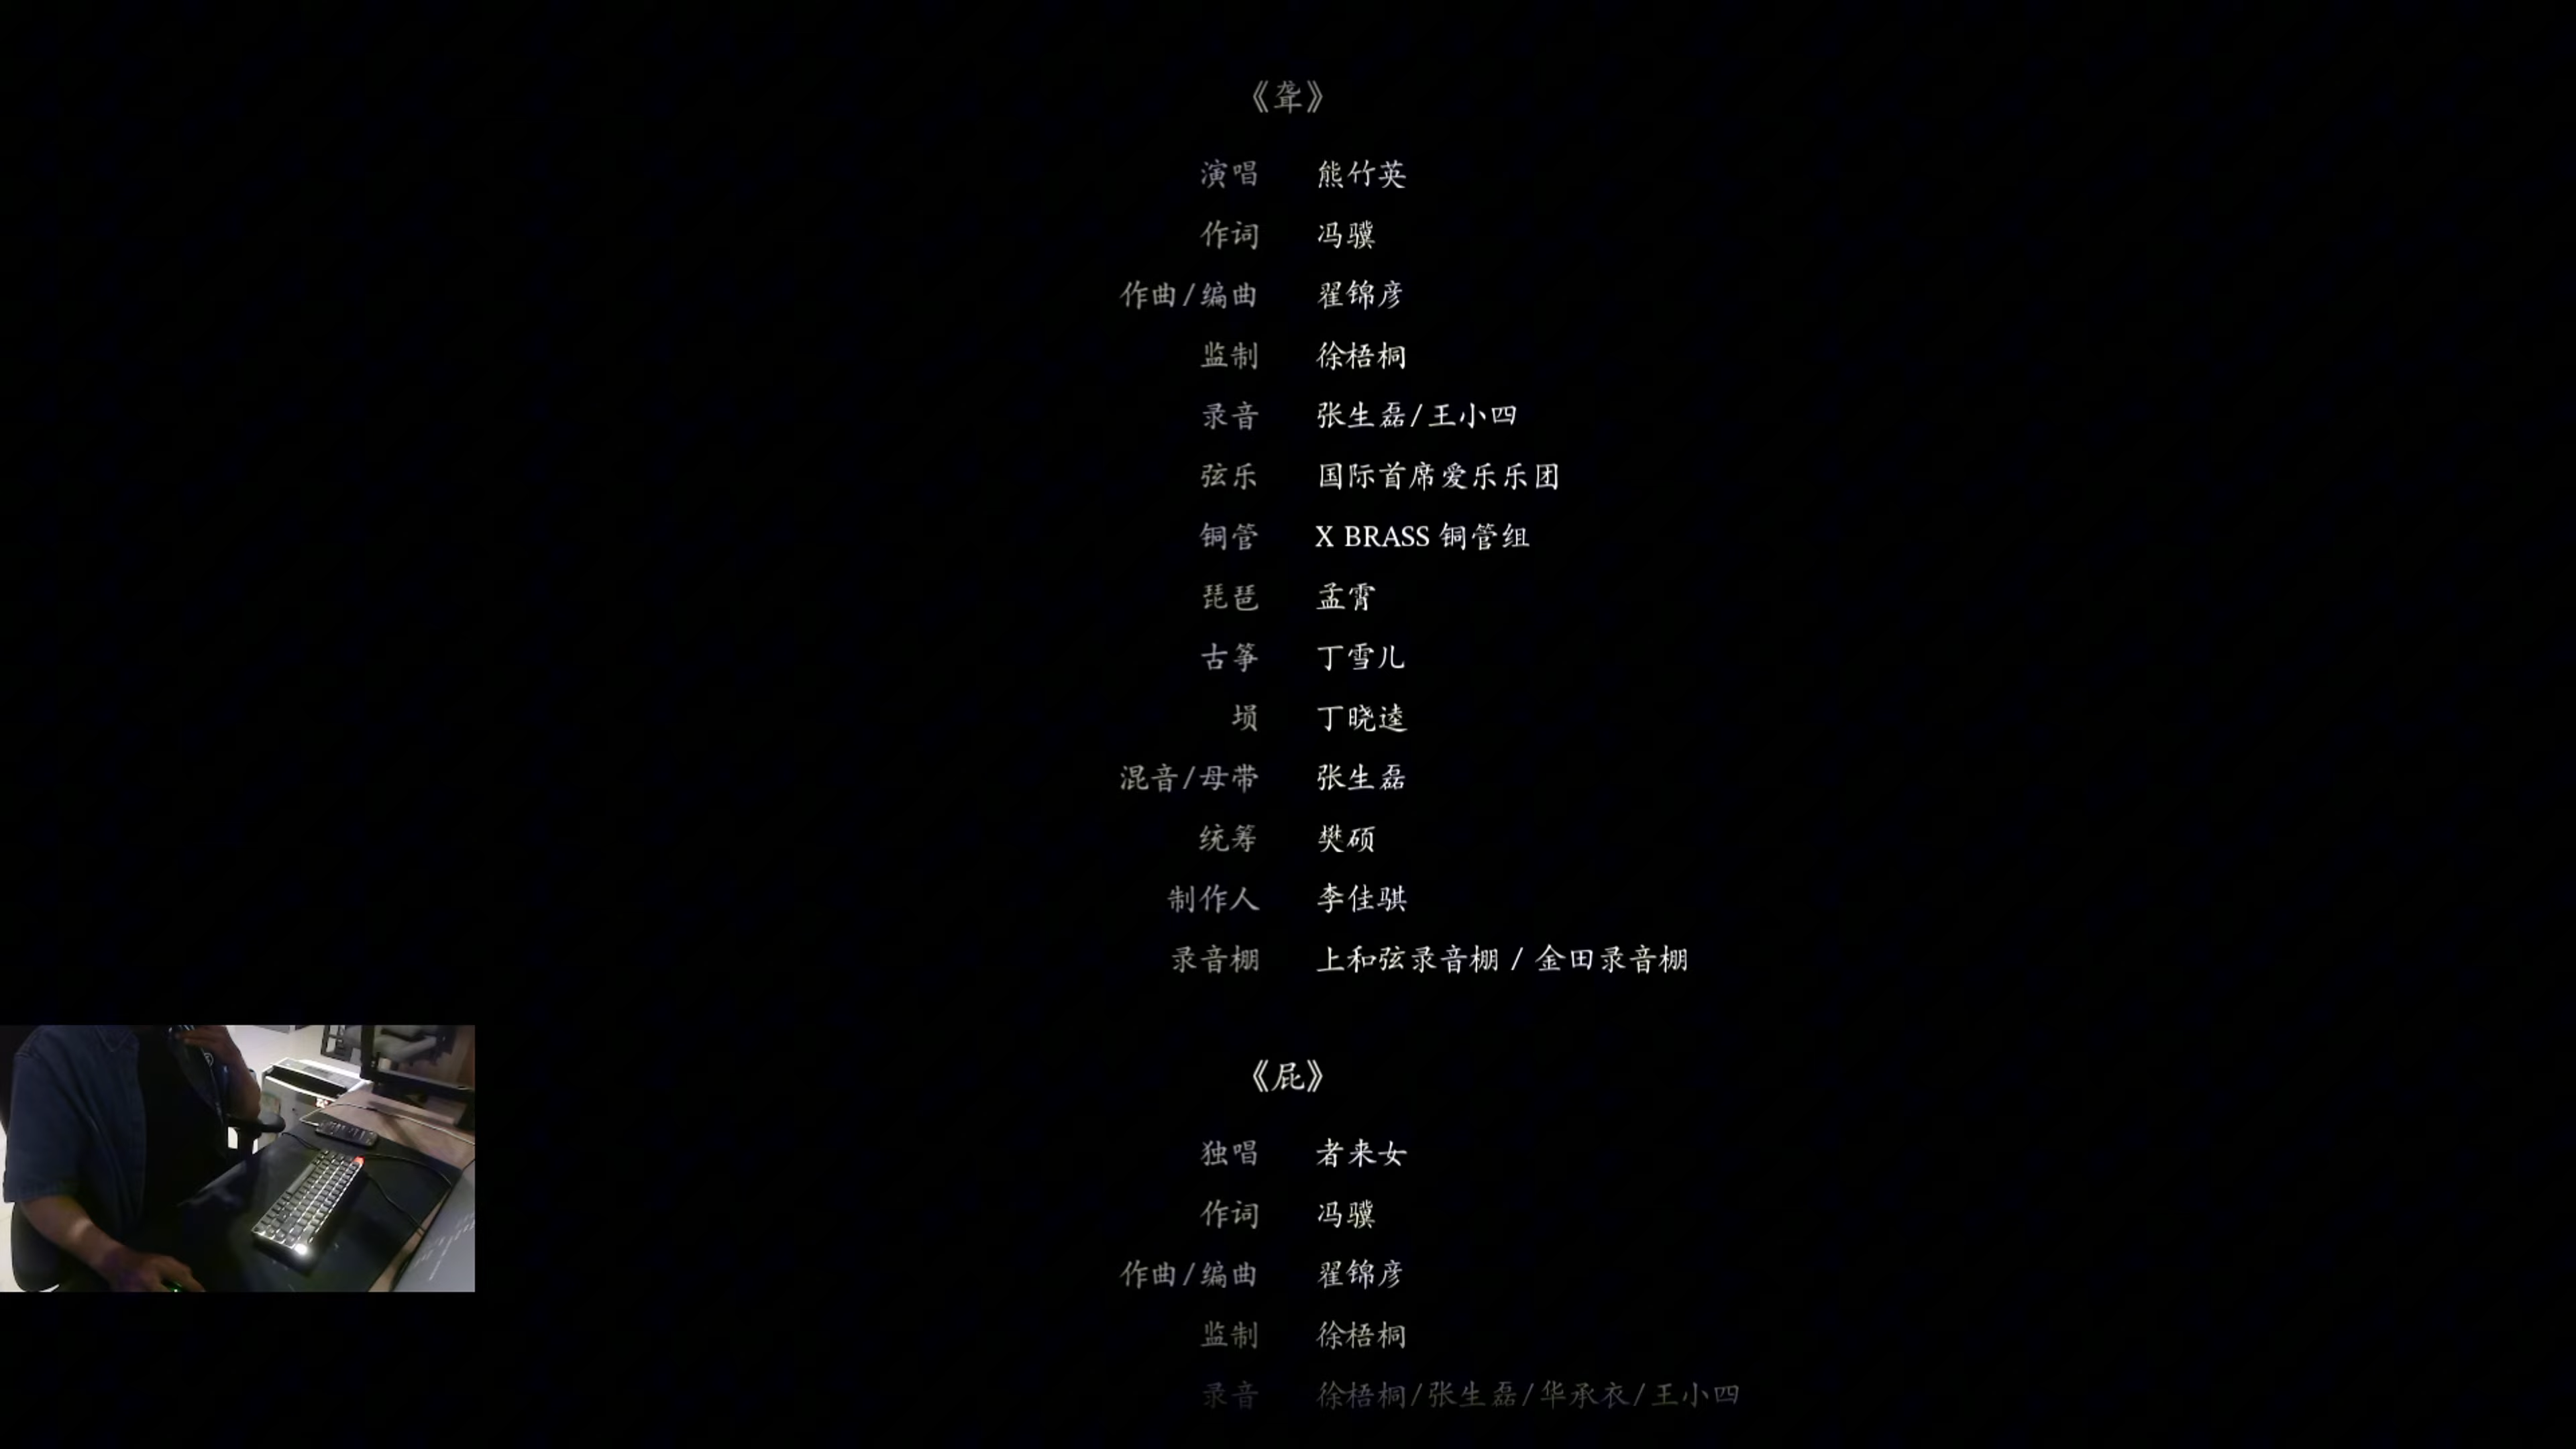 《聋》
演唱 熊竹英
作词 冯骥
作曲/编曲 翟锦彦
监制 徐梧桐
录音 张生磊/王小四
弦乐 国际首席爱乐乐团
铜管 X BRASS 铜管组
琵琶 孟霄
古筝 丁雪儿
埙 丁晓逵
混音/母带 张生磊
统筹 樊硕
制作人 李佳骐
录音棚 上和弦录音棚 / 金田录音棚
《屁》
独唱 者来女
作词 冯骥
作曲/编曲 翟锦彦
监制 徐梧桐
录音 徐梧桐/张生磊/华承衣/王小四